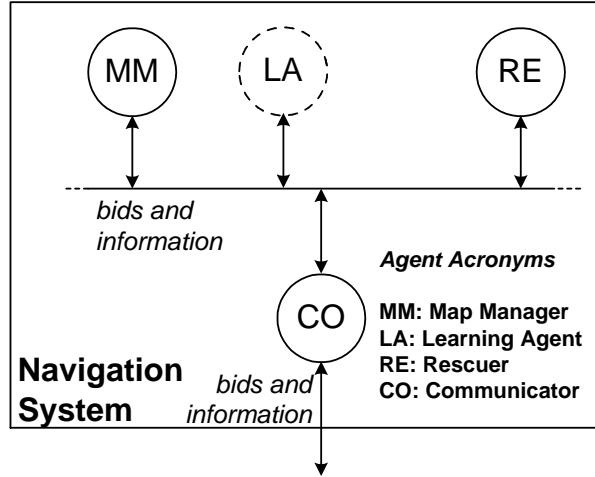 MM
LA
RE
bids and
information
CO
Agent Acronyms
MM: Map Manager
LA: Learning Agent
RE: Rescuer
CO: Communicator
Navigation
System
bids and
information